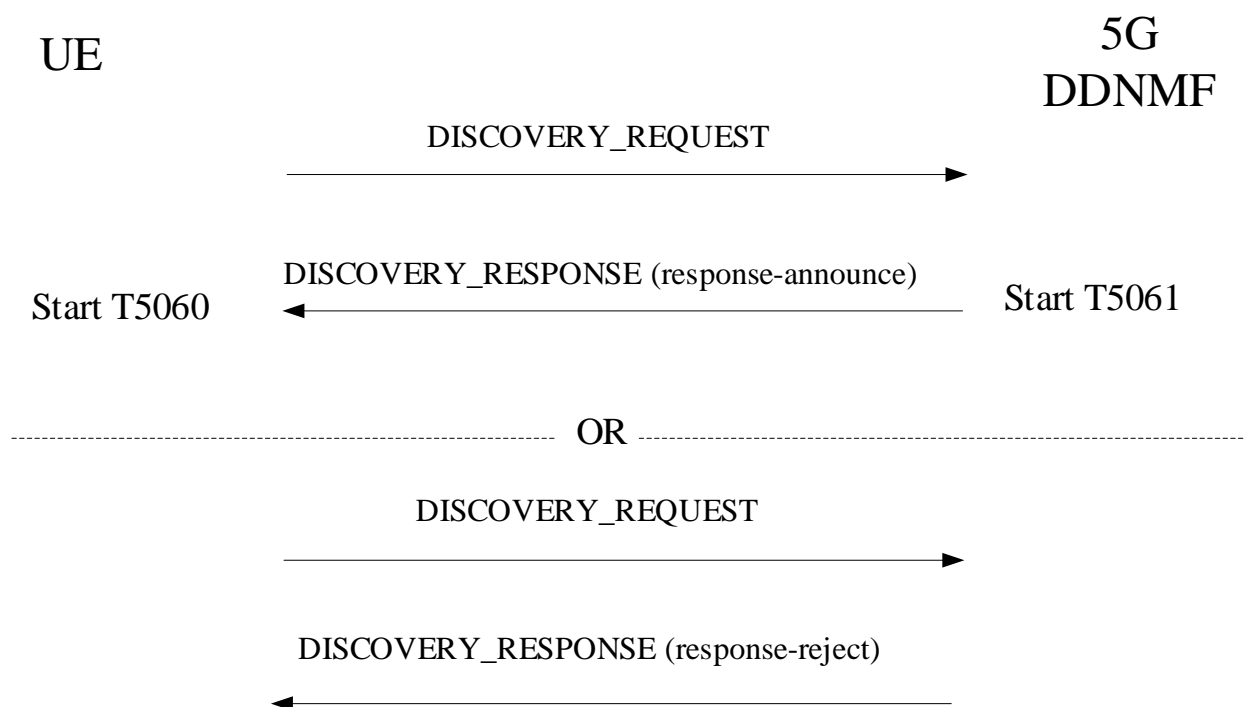 UE
5G
DDNMF
DISCOVERY_REQUEST
DISCOVERY_RESPONSE (response-announce)
Start T5060
Start T5061
OR
DISCOVERY_REQUEST
DISCOVERY_RESPONSE (response-reject)